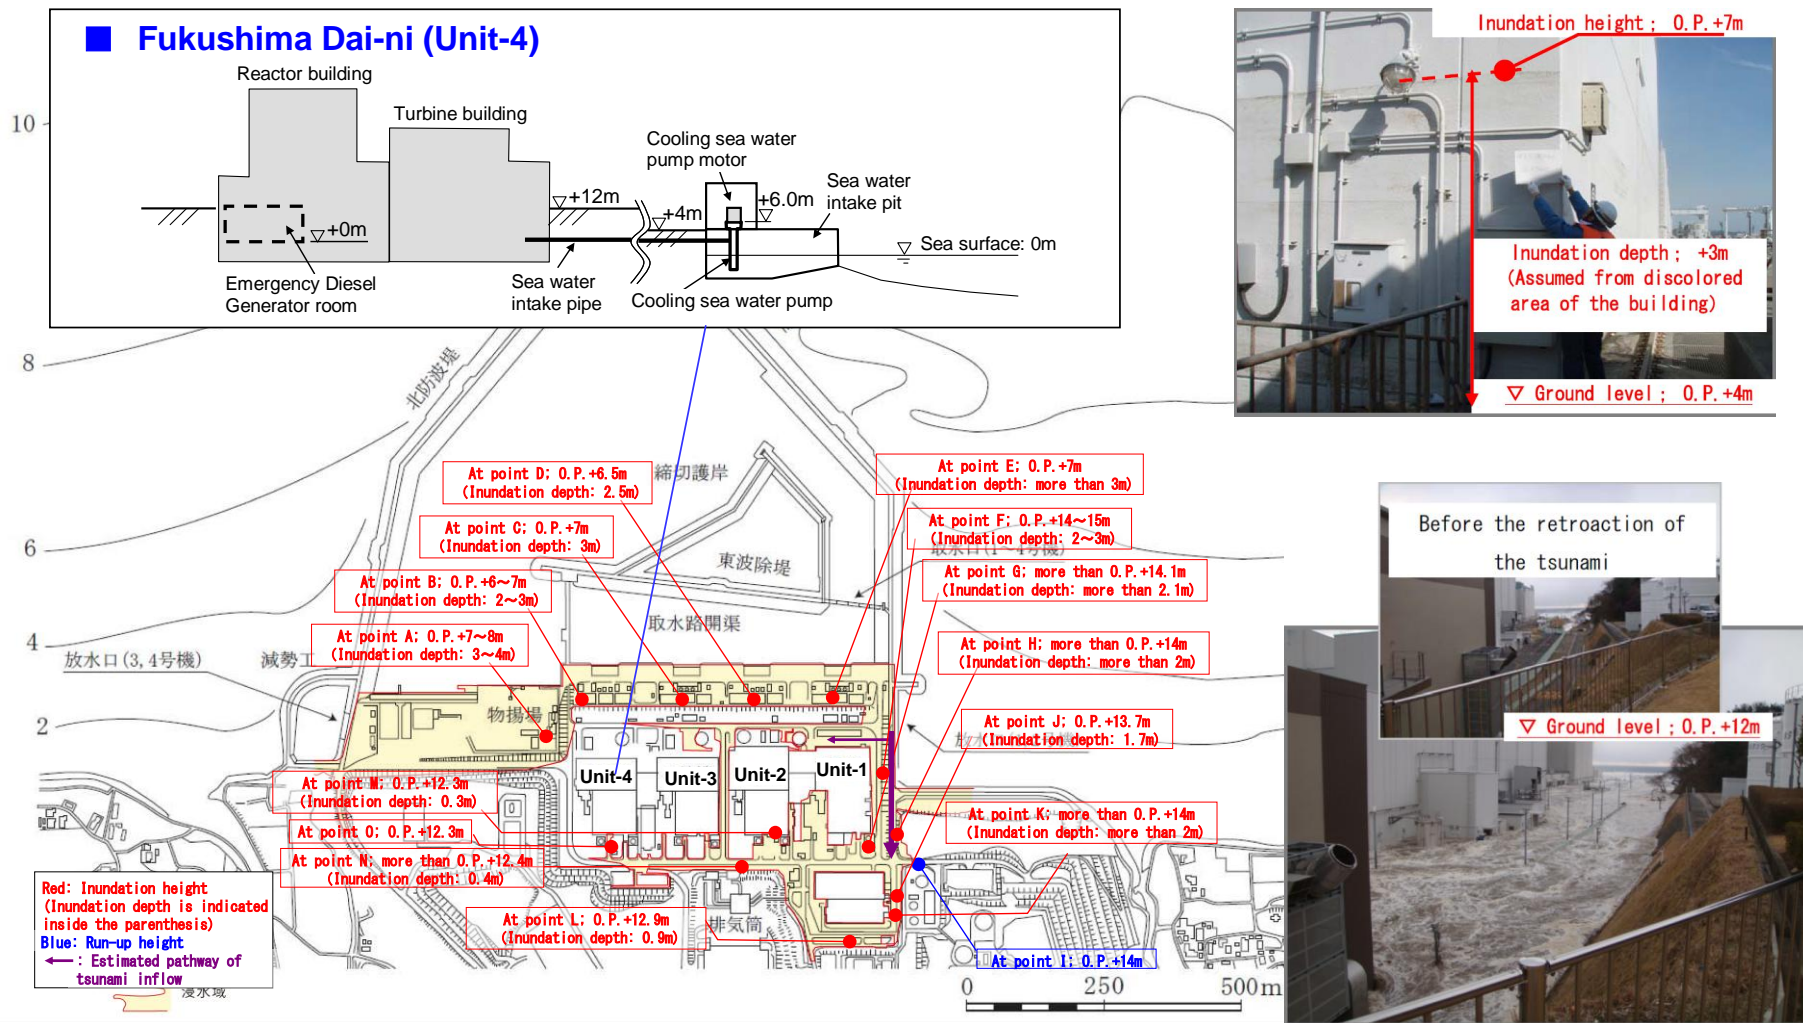 ■ Fukushima Dai-ni (Unit-4)
Reactor building
Turbine building
Cooling sea water
pump motor
Sea water
intake pit
+12m
+4m
+6.0m
+0m
Sea surface: 0m
Emergency Diesel
Generator room
Sea water
intake pipe
Cooling sea water pump
10
8
6
4
2
Inundation height; O.P.+7m
Inundation depth; +3m
(Assumed from discolored
area of the building)
▽ Ground level; O.P.+4m
Before the retroaction of
the tsunami
▽ Ground level;O.P.+12m
北防波堤
締切護岸
東波除堤
取水路開渠
放水口(3,4号機)
減勢工
物揚場
排気筒
At point D; O.P.+6.5m
(Inundation depth: 2.5m)
At point E; O.P.+7m
(Inundation depth: more than 3m)
At point C; O.P.+7m
(Inundation depth: 3m)
At point F; O.P.+14～15m
(Inundation depth: 2～3m)
At point B; O.P.+6～7m
(Inundation depth: 2～3m)
At point G; more than O.P.+14.1m
(Inundation depth: more than 2.1m)
At point A; O.P.+7～8m
(Inundation depth: 3～4m)
At point H; more than O.P.+14m
(Inundation depth: more than 2m)
At point J; O.P.+13.7m
(Inundation depth: 1.7m)
Unit-4
Unit-3
Unit-2
Unit-1
At point M; O.P.+12.3m
(Inundation depth: 0.3m)
At point K; more than O.P.+14m
(Inundation depth: more than 2m)
At point O: O.P.+12.3m
At point N; more than O.P.+12.4m
(Inundation depth: 0.4m)
At point L; O.P.+12.9m
(Inundation depth: 0.9m)
At point I; O.P.+14m
Red: Inundation height
(Inundation depth is indicated
inside the parenthesis)
Blue: Run-up height
←: Estimated pathway of
tsunami inflow
浸水域
0 250 500m